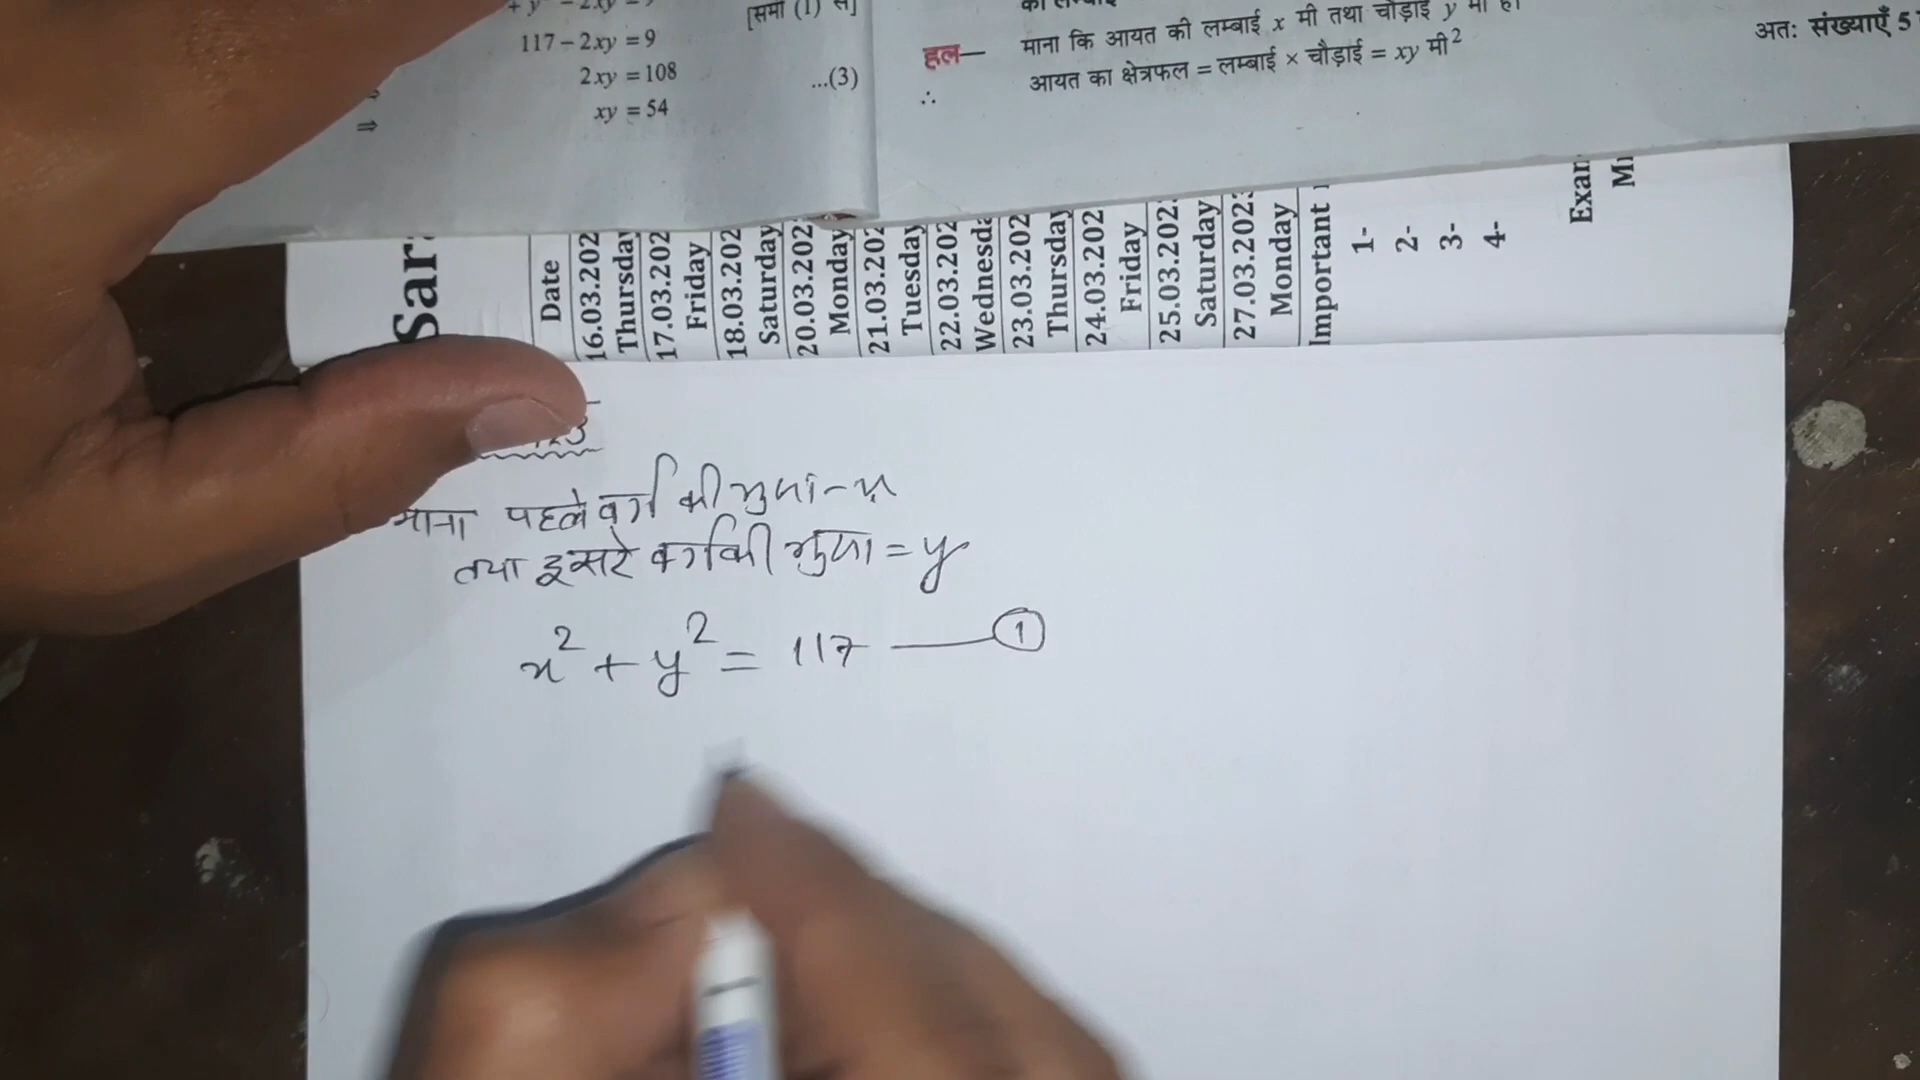 117 – 2xy = 9
[समी (1) से]
2xy = 108 ...(3)
⇒ xy = 54
हल— माना कि आयत की लम्बाई x मी तथा चौड़ाई y मी है।
∴ आयत का क्षेत्रफल = लम्बाई × चौड़ाई = xy मी²
अतः संख्याएँ 5
Date
16.03.202
Thursday
17.03.202
Friday
18.03.202
Saturday
20.03.202
Monday
21.03.202
Tuesday
22.03.202
Wednesda
23.03.202
Thursday
24.03.202
Friday
25.03.202
Saturday
27.03.202
Monday
Important
1-
2-
3-
4-
माना पहले वर्ग की भुजा - x
तथा दूसरे वर्ग की भुजा = y
x² + y² = 117 — ①